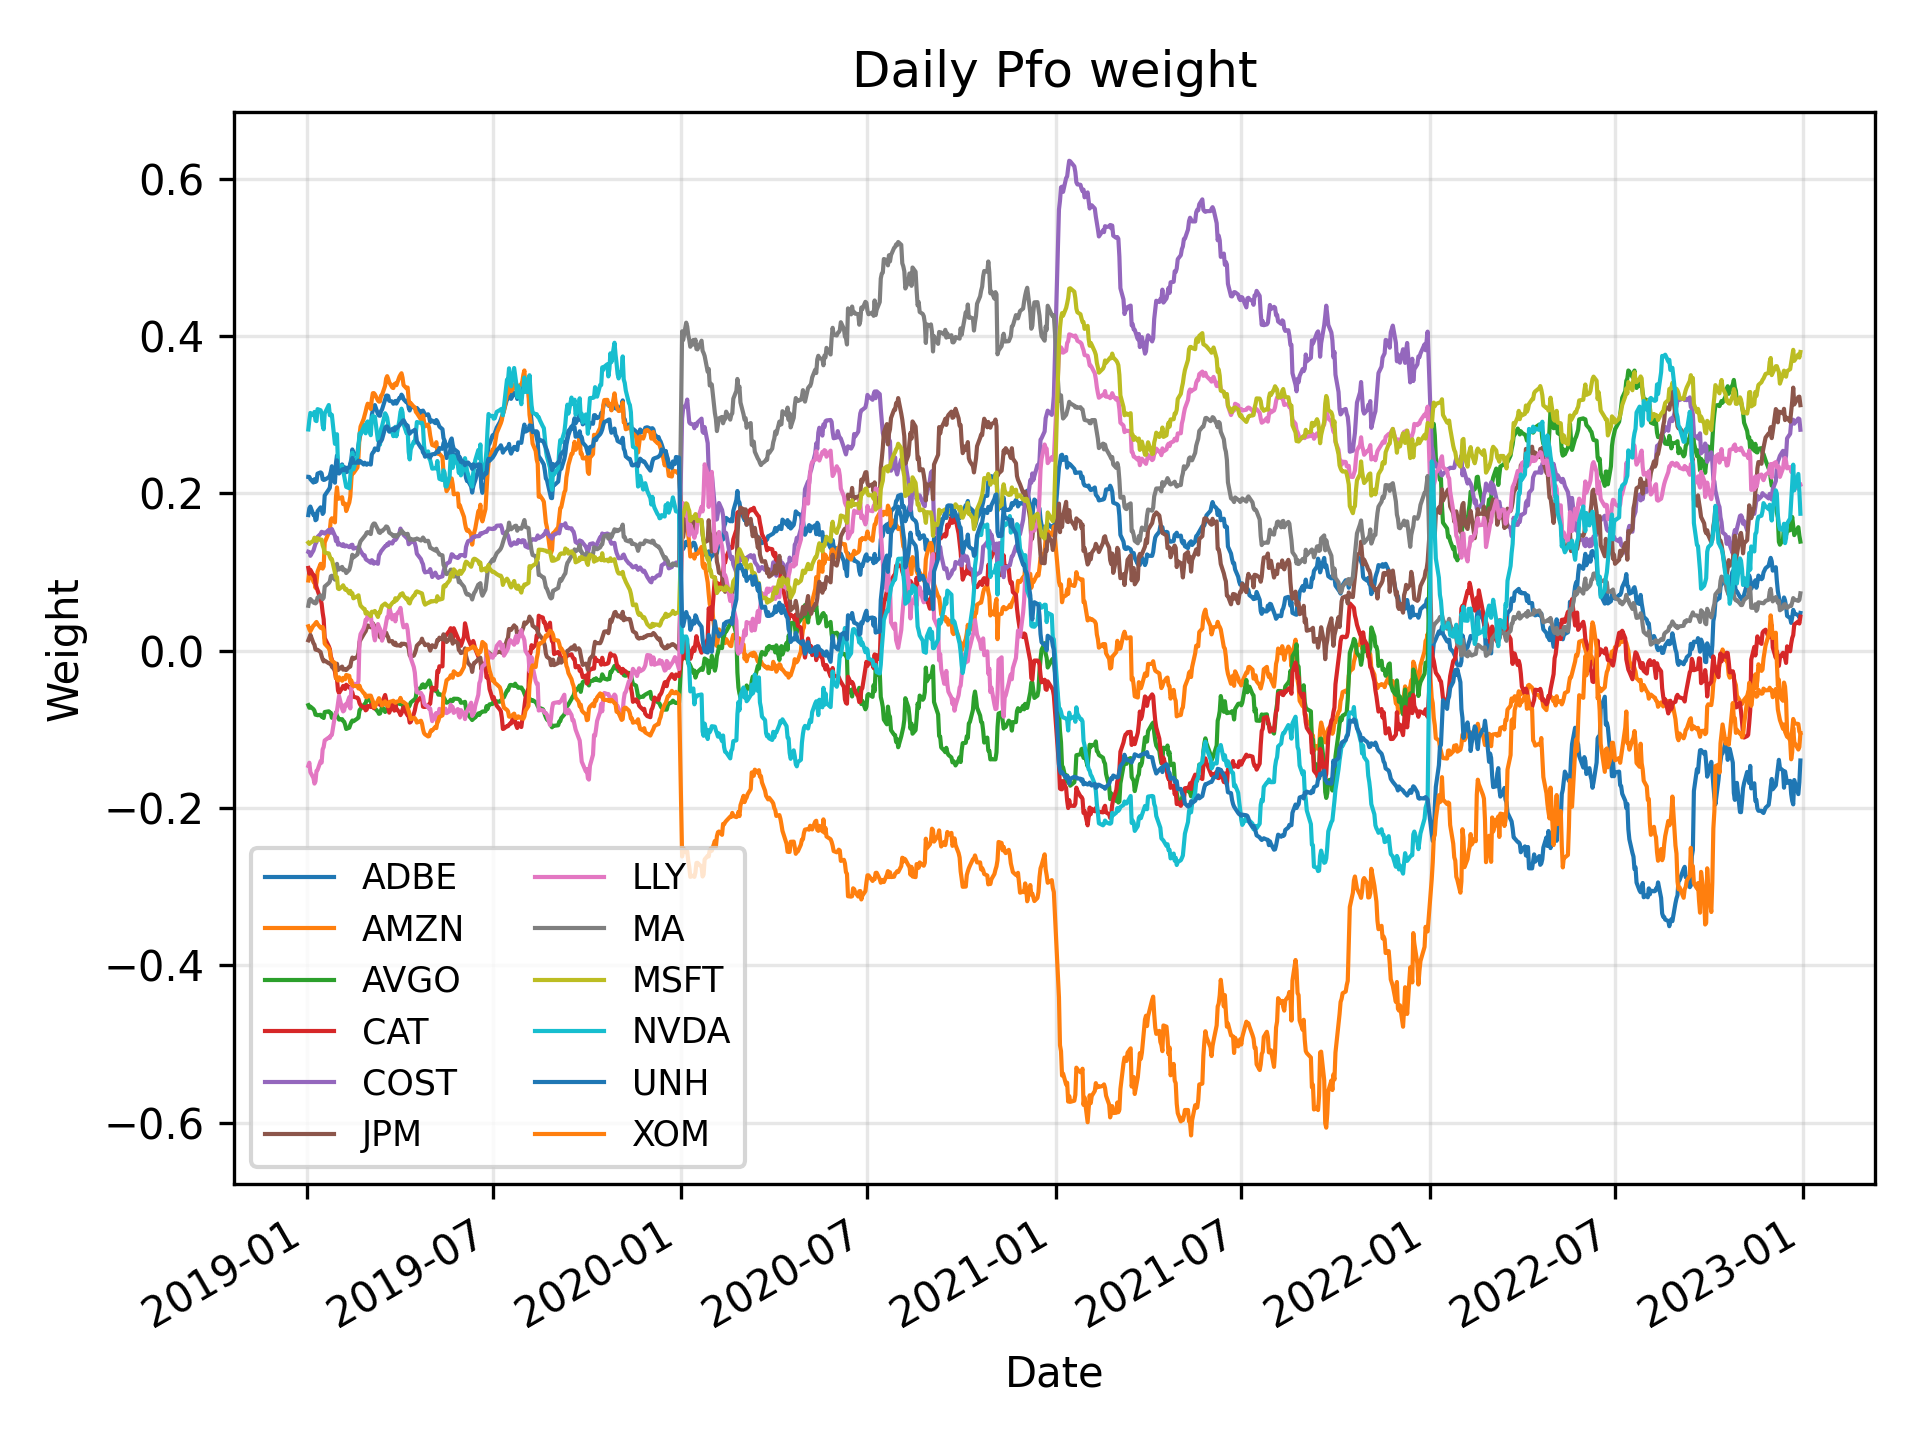 Daily Pfo weight
Weight
0.6
0.4
0.2
0.0
−0.2
−0.4
−0.6
ADBE
AMZN
AVGO
CAT
COST
JPM
LLY
MA
MSFT
NVDA
UNH
XOM
2019-01
2019-07
2020-01
2020-07
2021-01
2021-07
2022-01
2022-07
2023-01
Date